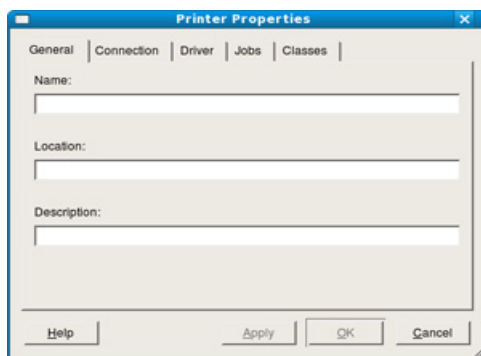 Printer Properties
General Connection Driver Jobs Classes
Name:
Location:
Description:
Help Apply OK Cancel